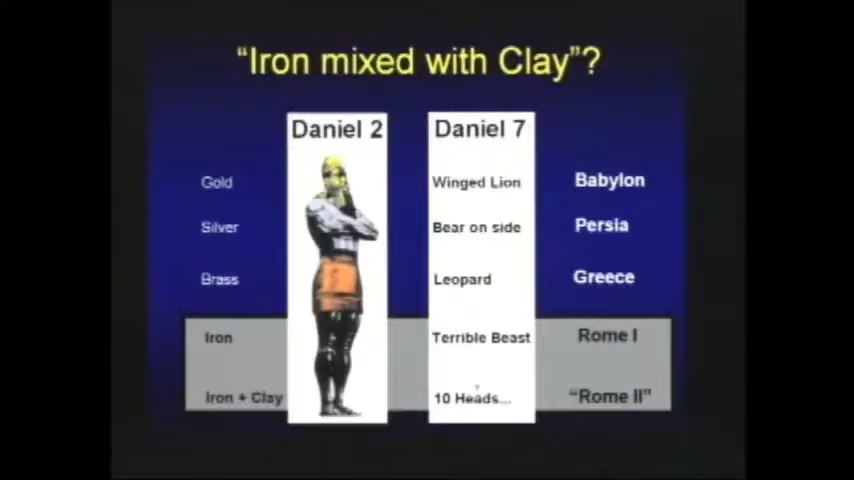 "Iron mixed with Clay"?
Daniel 2
Daniel 7
Gold
Winged Lion
Babylon
Silver
Bear on side
Persia
Brass
Leopard
Greece
Iron
Terrible Beast
Rome I
Iron + Clay
10 Heads...
"Rome II"